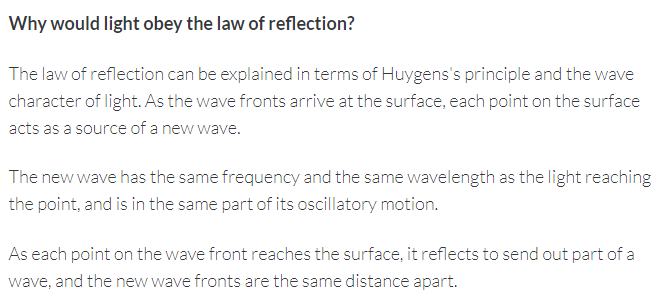 Why would light obey the law of reflection?
The law of reflection can be explained in terms of Huygens's principle and the wave
character of light. As the wave fronts arrive at the surface, each point on the surface
acts as a source of a new wave.
The new wave has the same frequency and the same wavelength as the light reaching
the point, and is in the same part of its oscillatory motion.
As each point on the wave front reaches the surface, it reflects to send out part of a
wave, and the new wave fronts are the same distance apart.